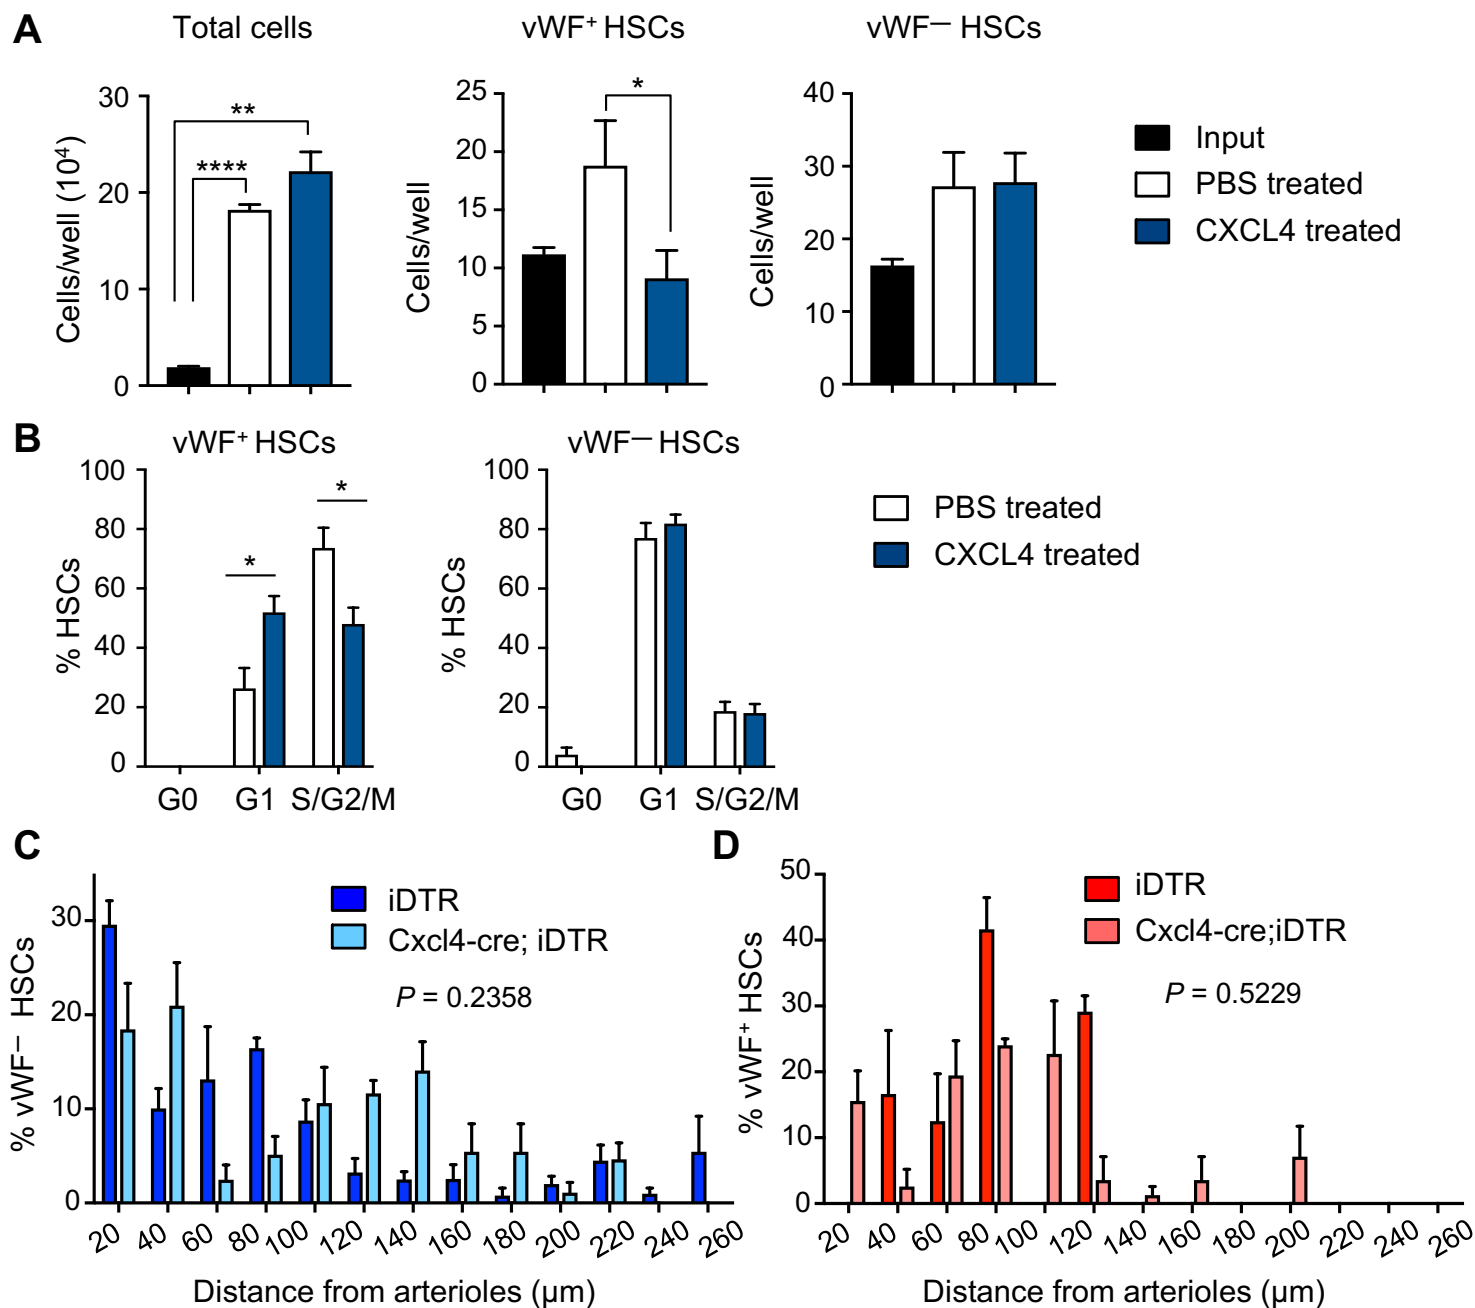 A
Total cells
vWF⁺ HSCs
vWF— HSCs
Cells/well (10⁴)
30
20
10
0
**
****
Cells/well
25
20
15
10
5
0
*
Cells/well
40
30
20
10
0
Input
PBS treated
CXCL4 treated
B
vWF⁺ HSCs
vWF— HSCs
% HSCs
100
80
60
40
20
0
*
*
G0 G1 S/G2/M
% HSCs
100
80
60
40
20
0
G0 G1 S/G2/M
PBS treated
CXCL4 treated
C
% vWF— HSCs
30
20
10
0
iDTR
Cxcl4-cre; iDTR
P = 0.2358
20 40 60 80 100 120 140 160 180 200 220 240 260
Distance from arterioles (µm)
D
% vWF⁺ HSCs
50
40
30
20
10
0
iDTR
Cxcl4-cre;iDTR
P = 0.5229
20 40 60 80 100 120 140 160 180 200 220 240 260
Distance from arterioles (µm)